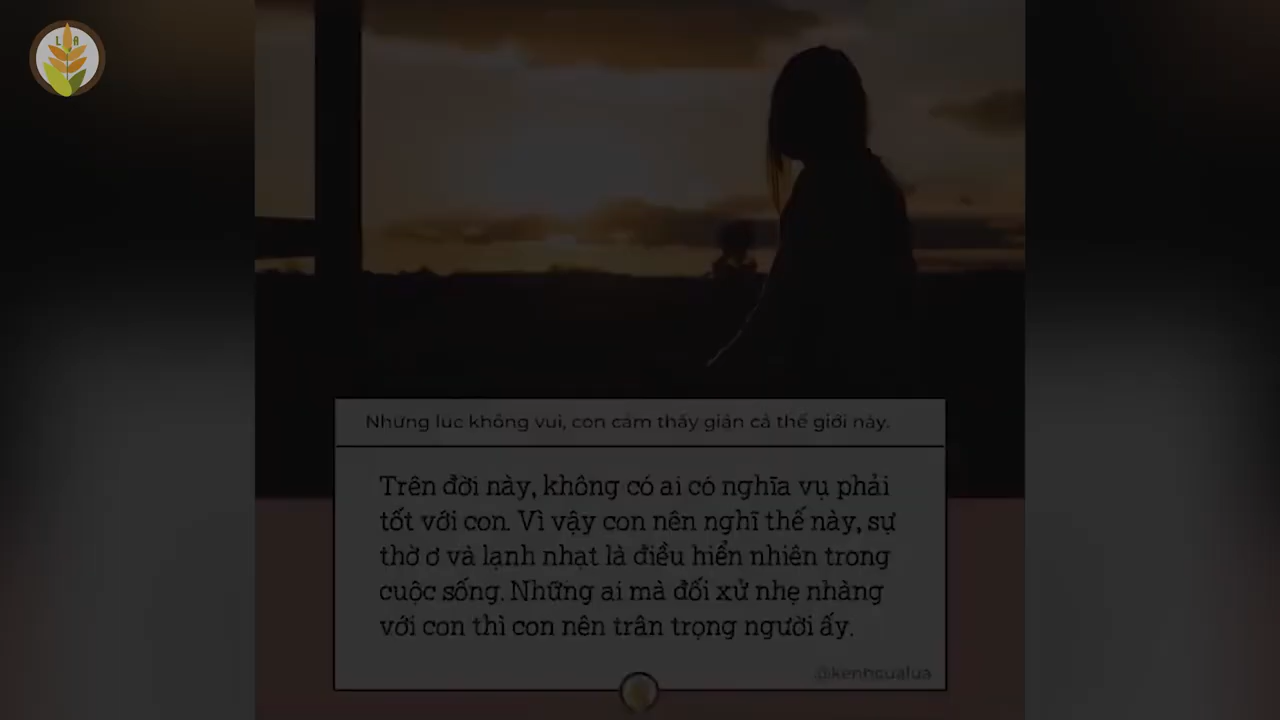 L A
Những lúc không vui, con cảm thấy giận cả thế giới này.
Trên đời này, không có ai có nghĩa vụ phải
tốt với con. Vì vậy con nên nghĩ thế này, sự
thờ ơ và lạnh nhạt là điều hiển nhiên trong
cuộc sống. Những ai mà đối xử nhẹ nhàng
với con thì con nên trân trọng người ấy.
@kenhcualua